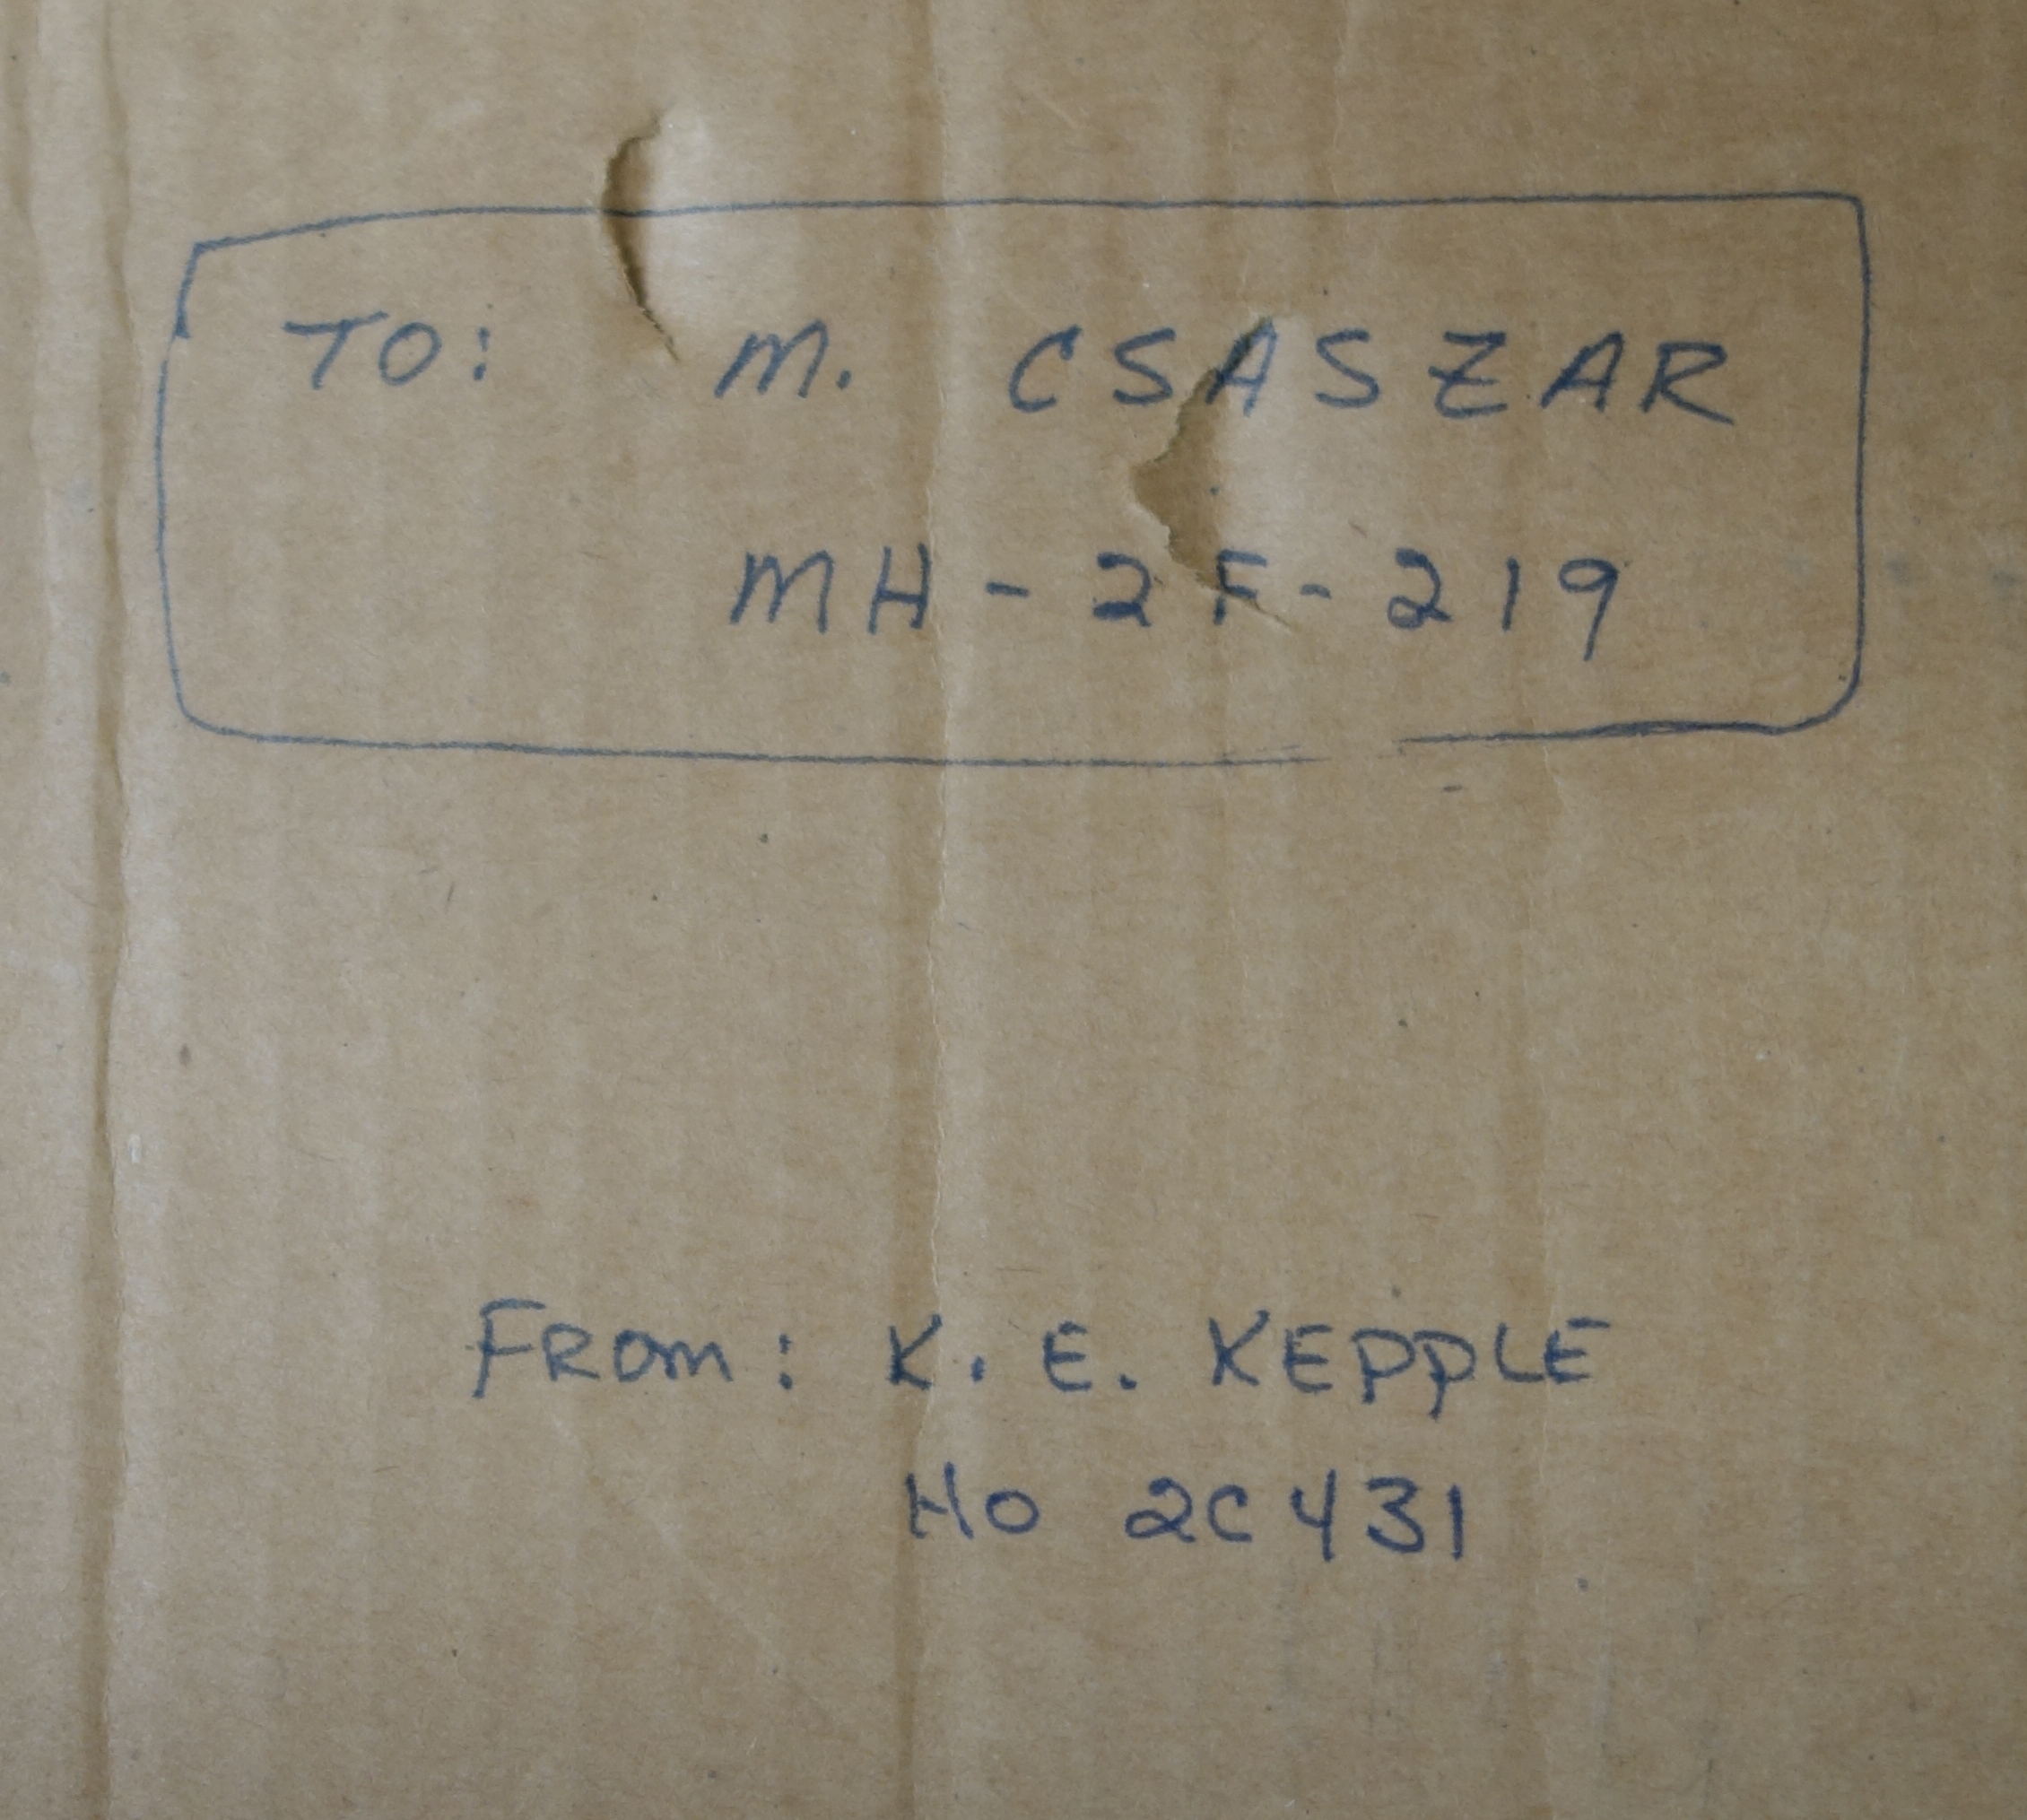 TO: M. CSASZAR
MH - 2F - 219
FROm: K. E. KEPPLE
HO 2C431